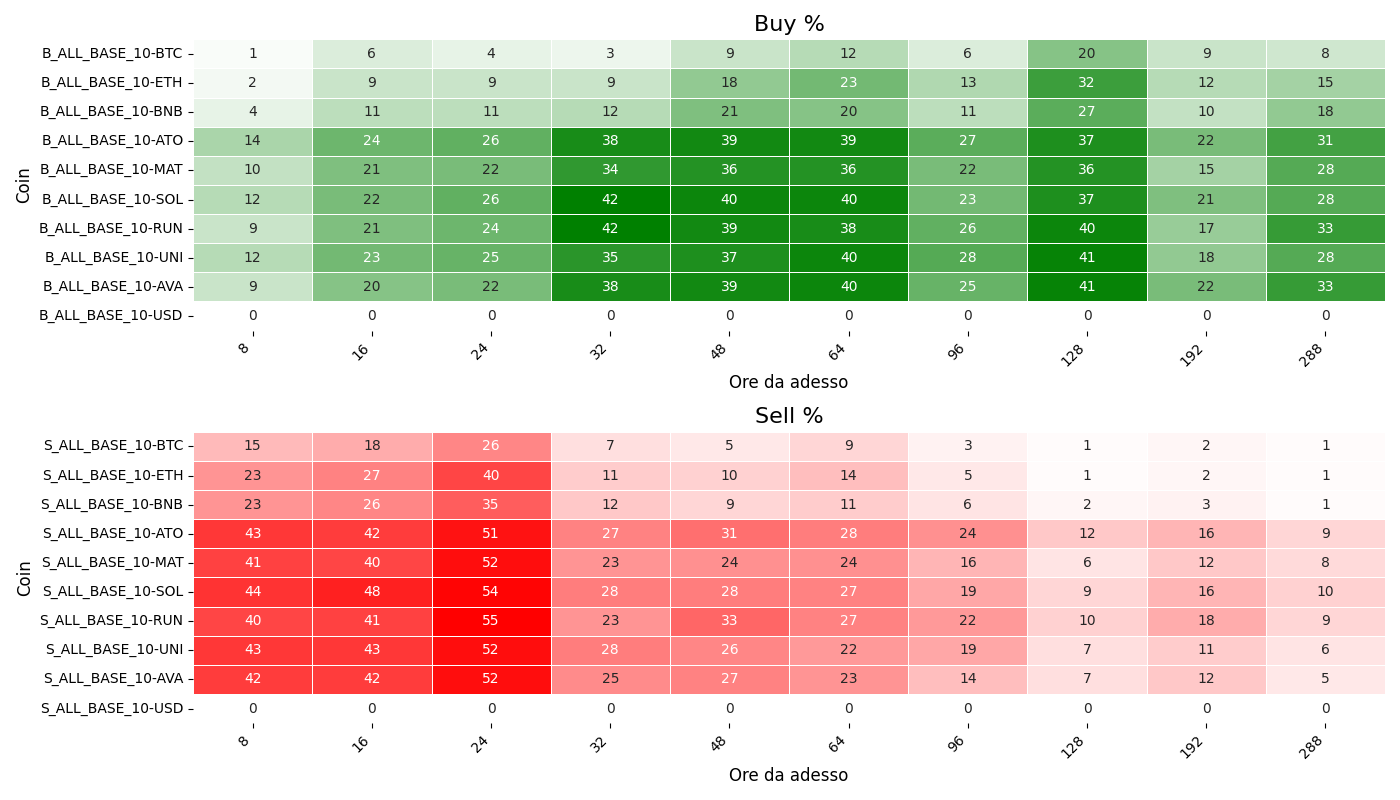 Buy %
Coin
B_ALL_BASE_10-BTC 1 6 4 3 9 12 6 20 9 8
B_ALL_BASE_10-ETH 2 9 9 9 18 23 13 32 12 15
B_ALL_BASE_10-BNB 4 11 11 12 21 20 11 27 10 18
B_ALL_BASE_10-ATO 14 24 26 38 39 39 27 37 22 31
B_ALL_BASE_10-MAT 10 21 22 34 36 36 22 36 15 28
B_ALL_BASE_10-SOL 12 22 26 42 40 40 23 37 21 28
B_ALL_BASE_10-RUN 9 21 24 42 39 38 26 40 17 33
B_ALL_BASE_10-UNI 12 23 25 35 37 40 28 41 18 28
B_ALL_BASE_10-AVA 9 20 22 38 39 40 25 41 22 33
B_ALL_BASE_10-USD 0 0 0 0 0 0 0 0 0 0
8 16 24 32 48 64 96 128 192 288
Ore da adesso
Sell %
Coin
S_ALL_BASE_10-BTC 15 18 26 7 5 9 3 1 2 1
S_ALL_BASE_10-ETH 23 27 40 11 10 14 5 1 2 1
S_ALL_BASE_10-BNB 23 26 35 12 9 11 6 2 3 1
S_ALL_BASE_10-ATO 43 42 51 27 31 28 24 12 16 9
S_ALL_BASE_10-MAT 41 40 52 23 24 24 16 6 12 8
S_ALL_BASE_10-SOL 44 48 54 28 28 27 19 9 16 10
S_ALL_BASE_10-RUN 40 41 55 23 33 27 22 10 18 9
S_ALL_BASE_10-UNI 43 43 52 28 26 22 19 7 11 6
S_ALL_BASE_10-AVA 42 42 52 25 27 23 14 7 12 5
S_ALL_BASE_10-USD 0 0 0 0 0 0 0 0 0 0
8 16 24 32 48 64 96 128 192 288
Ore da adesso